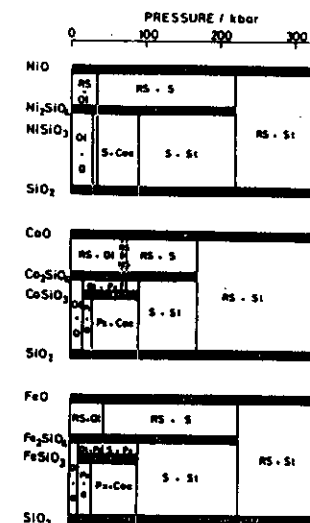 PRESSURE / kbar
0 100 200 300
NiO
RS
+
Ol
RS + S
Ni₂SiO₄
NiSiO₃
Ol
+
Q
S + Coe
S + St
RS + St
SiO₂
CoO
RS + Ol
RS + S
Co₂SiO₄
CoSiO₃
Px + Coe
S + St
RS + St
SiO₂
FeO
RS + Ol
RS + S
Fe₂SiO₄
FeSiO₃
Px + Coe
S + St
RS + St
SiO₂